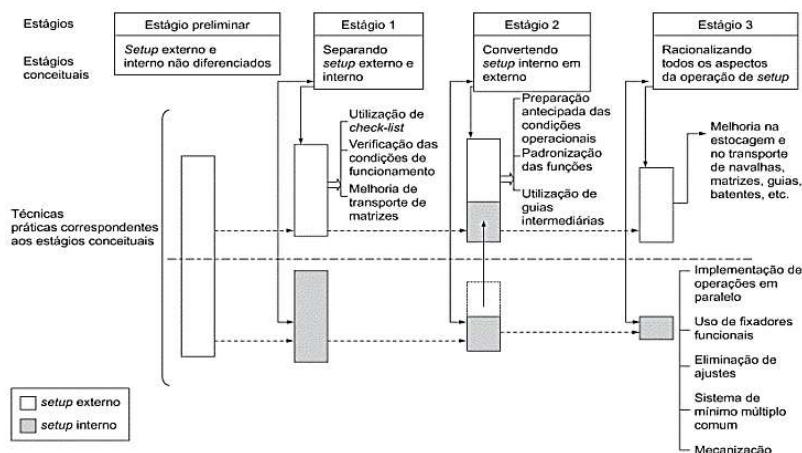 Estágios
Estágio preliminar
Estágio 1
Estágio 2
Estágio 3
Estágios
conceituais
Setup externo e
interno não diferenciados
Separando
setup externo e
interno
Convertendo
setup interno em
externo
Racionalizando
todos os aspectos
da operação de setup
Técnicas
práticas correspondentes
aos estágios conceituais
Utilização de
check-list
Verificação das
condições de
funcionamento
Melhoria de
transporte de
matrizes
Preparação
antecipada das
condições
operacionais
Padronização
das funções
Utilização de
guias
intermediárias
Melhoria na
estocagem e
no transporte
de navalhas,
matrizes, guias,
batentes, etc.
Implementação de
operações em
paralelo
Uso de fixadores
funcionais
Eliminação de
ajustes
Sistema de
mínimo múltiplo
comum
Mecanização
setup externo
setup interno